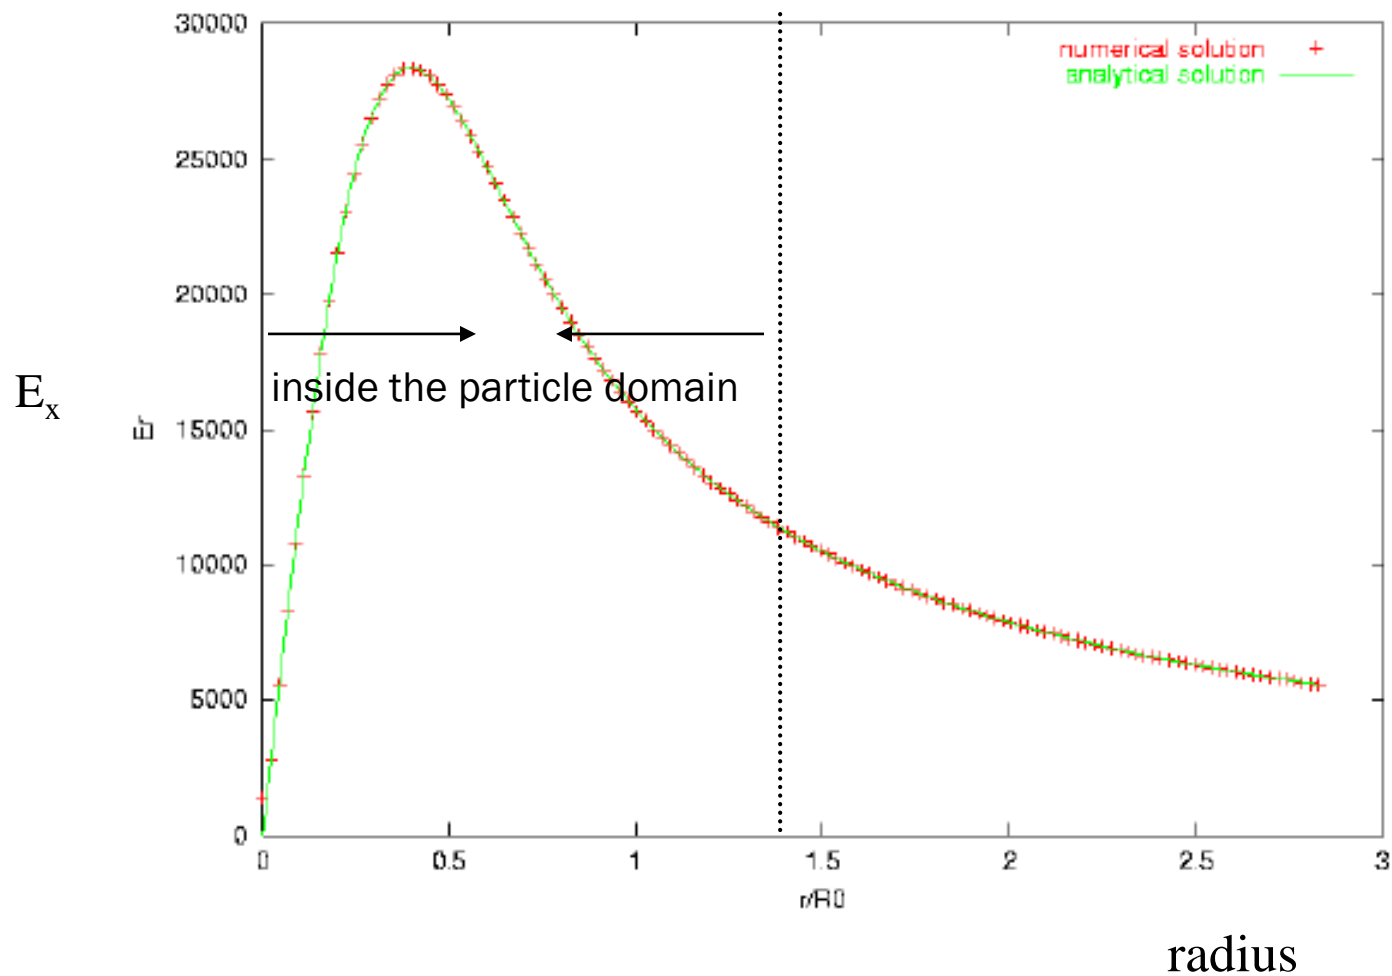 30000
numerical solution
analytical solution
25000
20000
inside the particle domain
Ex
Er
15000
10000
5000
0
0 0.5 1 1.5 2 2.5 3
r/R0
radius